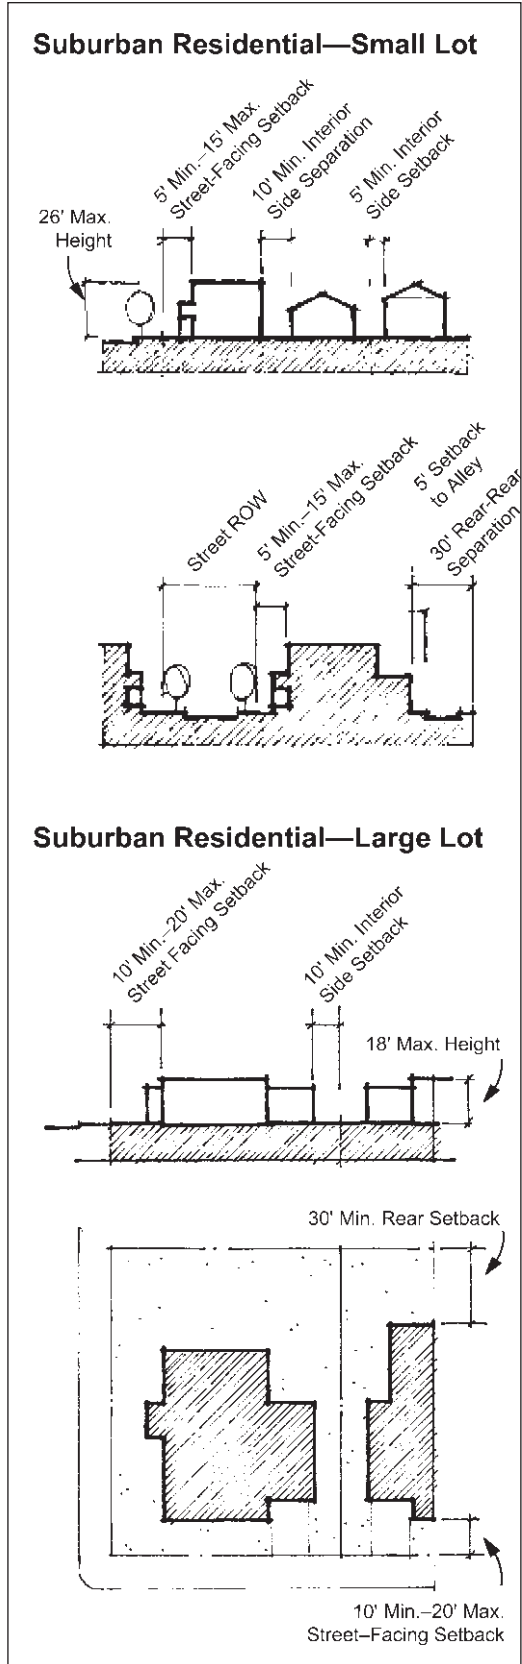 Suburban Residential—Small Lot
5' Min.–15' Max.
Street-Facing Setback
10' Min. Interior
Side Separation
5' Min. Interior
Side Setback
26' Max.
Height
Street ROW
5' Min.–15' Max.
Street-Facing Setback
5' Setback
to Alley
30' Rear-Rear
Separation
Suburban Residential—Large Lot
10' Min.–20' Max.
Street Facing Setback
10' Min. Interior
Side Setback
18' Max. Height
30' Min. Rear Setback
10' Min.–20' Max.
Street–Facing Setback